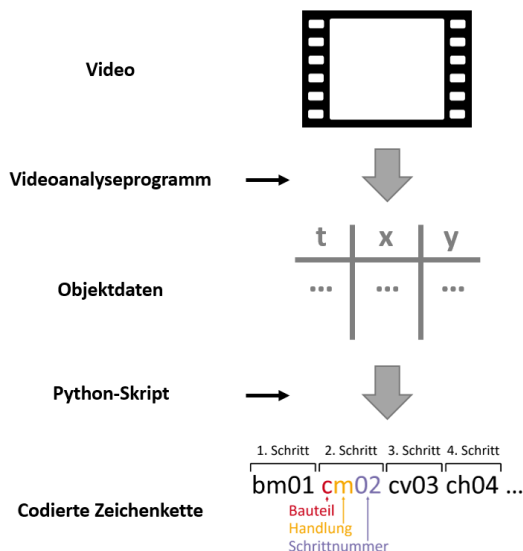 Video
Videoanalyseprogramm
t x y
Objektdaten
... ... ...
Python-Skript
1. Schritt 2. Schritt 3. Schritt 4. Schritt
bm01 cm02 cv03 ch04 ...
Codierte Zeichenkette
Bauteil
Handlung
Schrittnummer